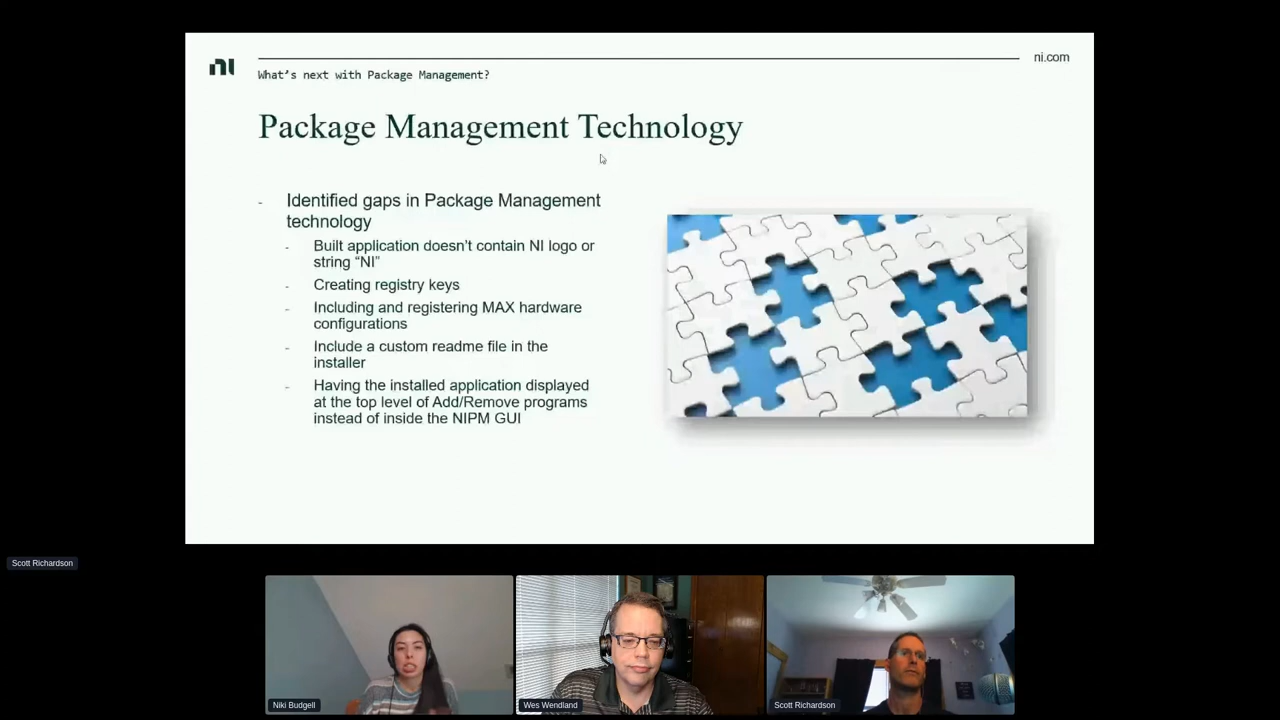 ni
ni.com
What's next with Package Management?
Package Management Technology
- Identified gaps in Package Management
technology
- Built application doesn't contain NI logo or
string “NI”
- Creating registry keys
- Including and registering MAX hardware
configurations
- Include a custom readme file in the
installer
- Having the installed application displayed
at the top level of Add/Remove programs
instead of inside the NIPM GUI
Scott Richardson
Niki Budgell
Wes Wendland
Scott Richardson